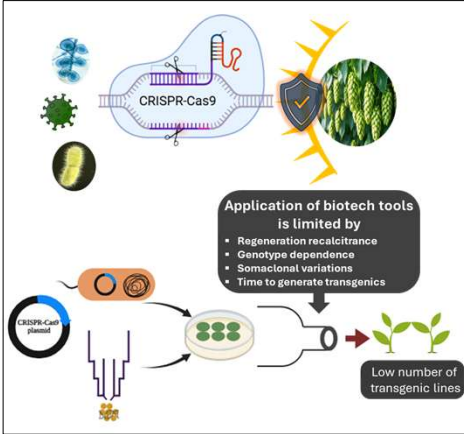 CRISPR-Cas9
Application of biotech tools
is limited by
▪ Regeneration recalcitrance
▪ Genotype dependence
▪ Somaclonal variations
▪ Time to generate transgenics
CRISPR-Cas9
plasmid
Low number of
transgenic lines